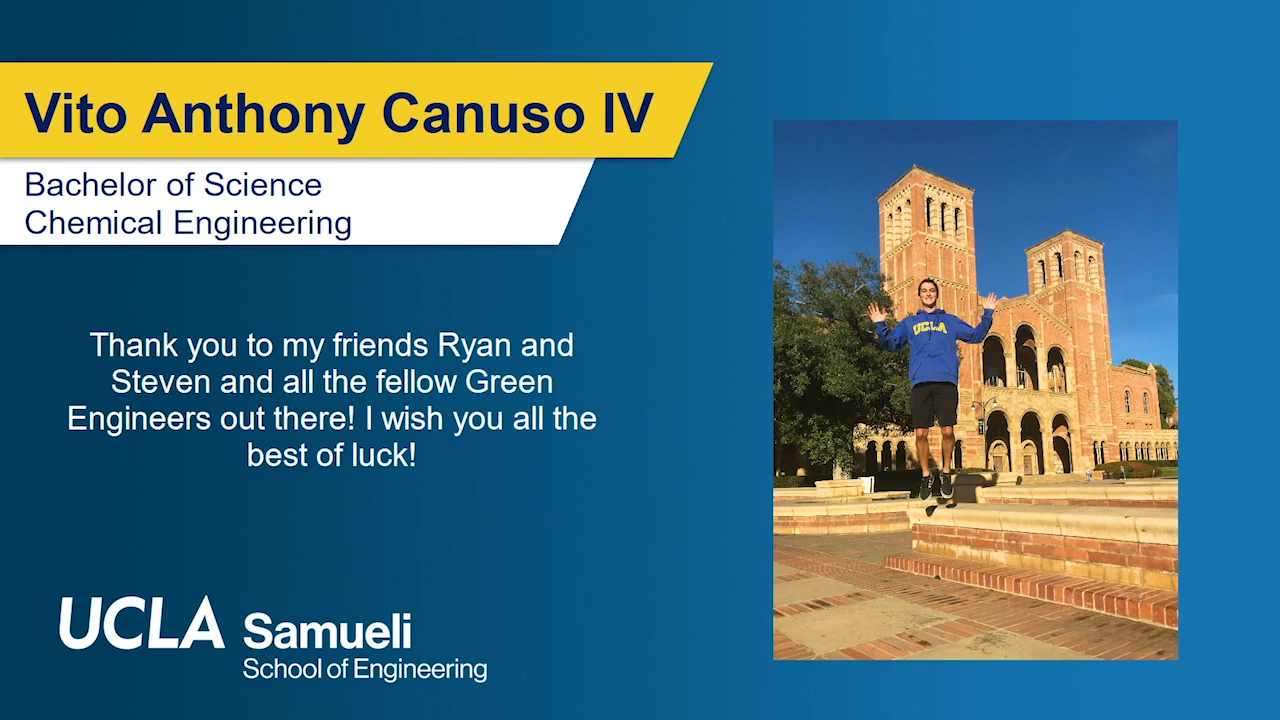 Vito Anthony Canuso IV
Bachelor of Science
Chemical Engineering
Thank you to my friends Ryan and
Steven and all the fellow Green
Engineers out there! I wish you all the
best of luck!
UCLA Samueli
School of Engineering
UCLA